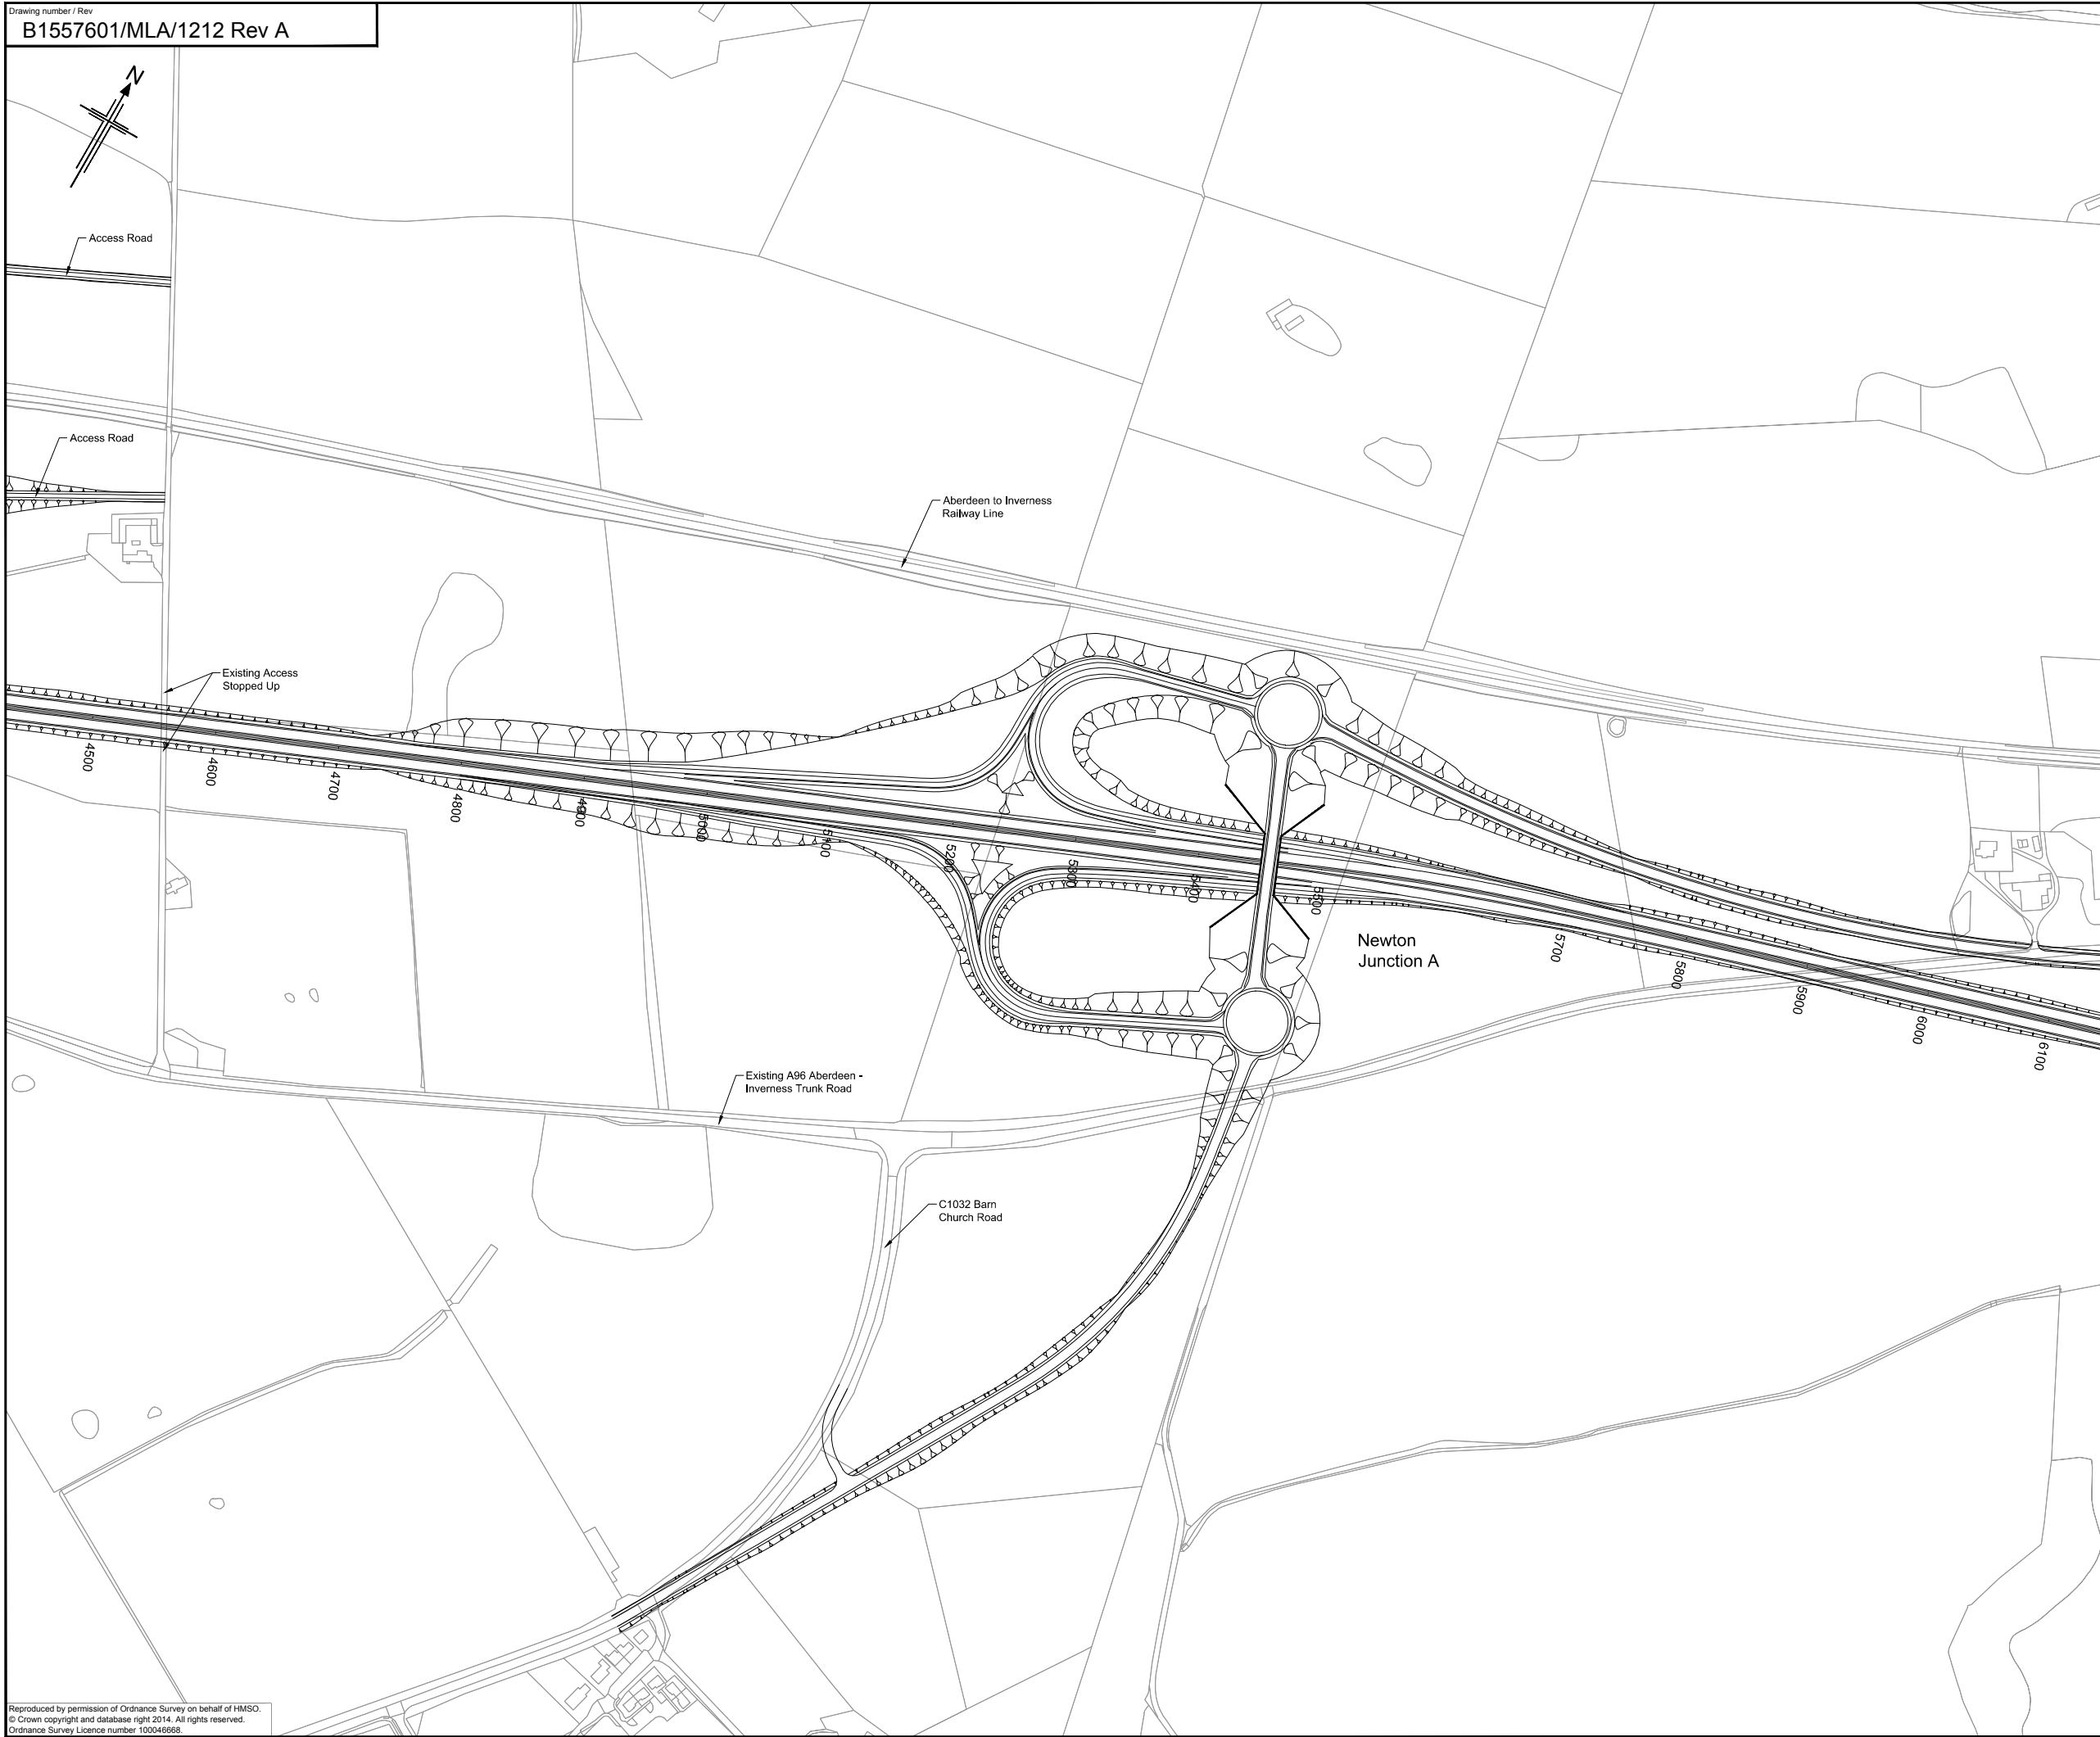 Drawing number / Rev
B1557601/MLA/1212 Rev A
N
Access Road
Access Road
Aberdeen to Inverness
Railway Line
Existing Access
Stopped Up
4500
4600
4700
4800
4900
5000
5100
5200
5300
5400
5500
5700
5800
5900
6000
6100
Newton
Junction A
Existing A96 Aberdeen -
Inverness Trunk Road
C1032 Barn
Church Road
Reproduced by permission of Ordnance Survey on behalf of HMSO.
© Crown copyright and database right 2014. All rights reserved.
Ordnance Survey Licence number 100046668.